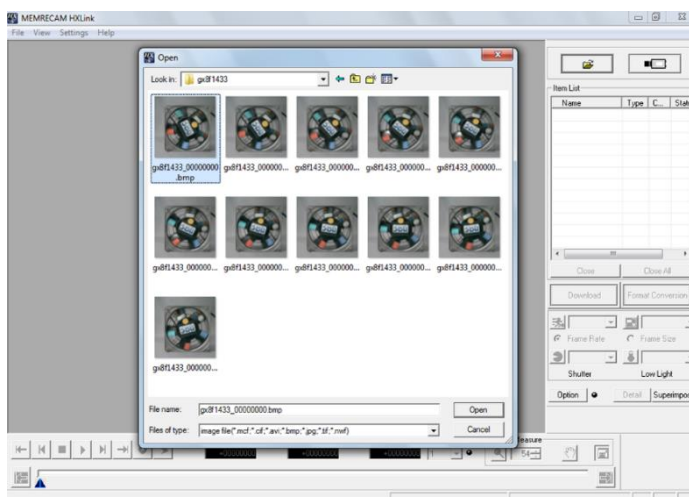 MEMRECAM HXLink
File View Settings Help
Open
Look in: gx8f1433
gx8f1433_00000000
.bmp
gx8f1433_000000...
gx8f1433_000000...
gx8f1433_000000...
gx8f1433_000000...
gx8f1433_000000...
gx8f1433_000000...
gx8f1433_000000...
gx8f1433_000000...
gx8f1433_000000...
gx8f1433_000000...
File name: gx8f1433_00000000.bmp
Open
Files of type: image file(*.mcf;*.cif;*.avi;*.bmp;*.jpg;*.tif;*.rwf)
Cancel
Item List
Name Type C... Stat
Close Close All
Download Format Conversion
Frame Rate Frame Size
Shutter Low Light
Option Detail Superimpo
+00000000 +00000000 +00000000 1
54